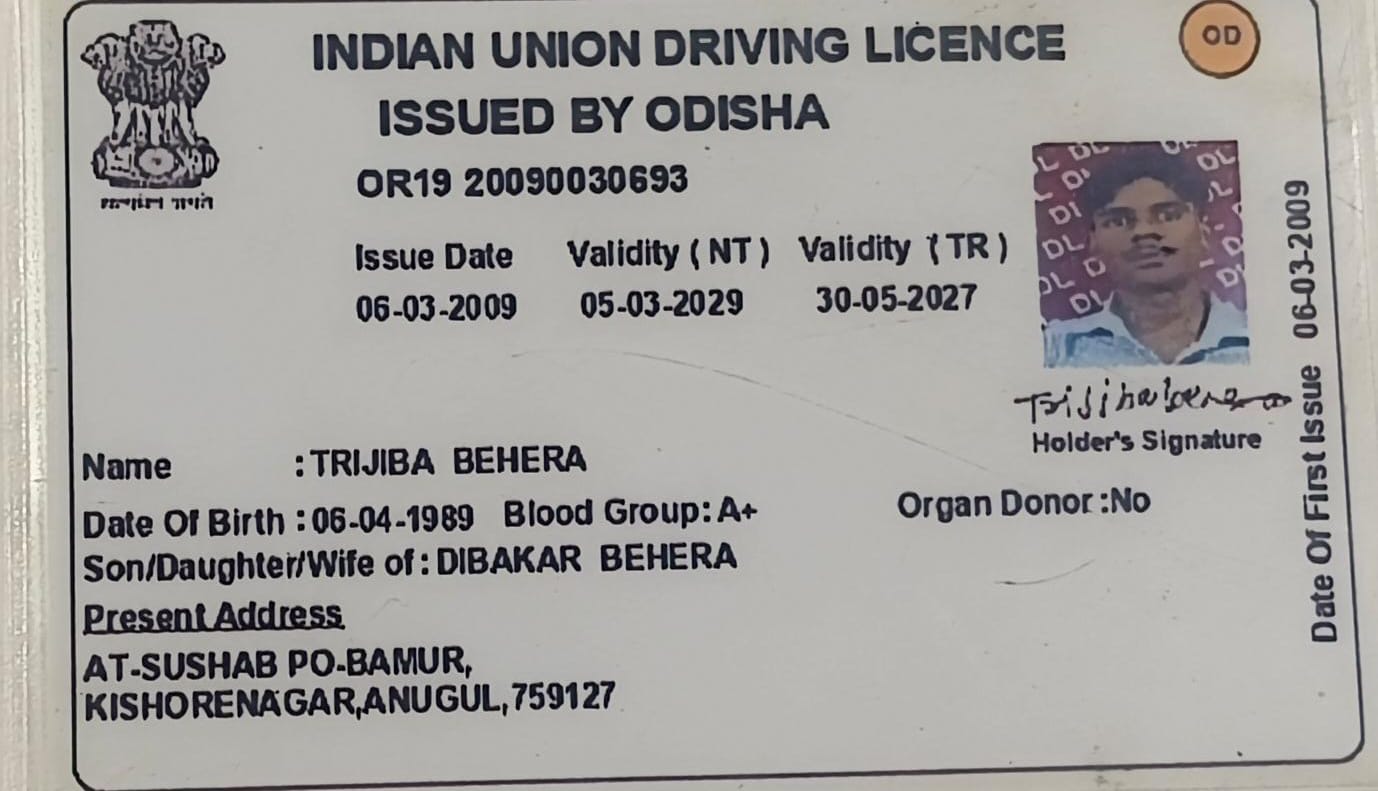 INDIAN UNION DRIVING LICENCE
OD
ISSUED BY ODISHA
OR19 20090030693
Issue Date Validity ( NT ) Validity ( TR )
06-03-2009 05-03-2029 30-05-2027
Holder's Signature
Date Of First Issue 06-03-2009
Name : TRIJIBA BEHERA
Date Of Birth : 06-04-1989 Blood Group: A+ Organ Donor :No
Son/Daughter/Wife of : DIBAKAR BEHERA
Present Address
AT-SUSHAB PO-BAMUR,
KISHORENAGAR,ANUGUL,759127